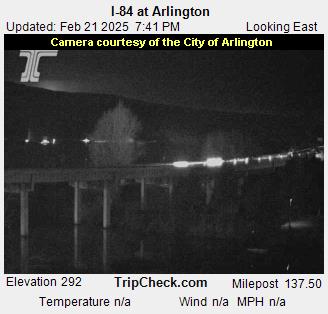 I-84 at Arlington
Updated: Feb 21 2025 7:41 PM Looking East
Camera courtesy of the City of Arlington
Elevation 292 TripCheck.com Milepost 137.50
Temperature n/a Wind n/a MPH n/a